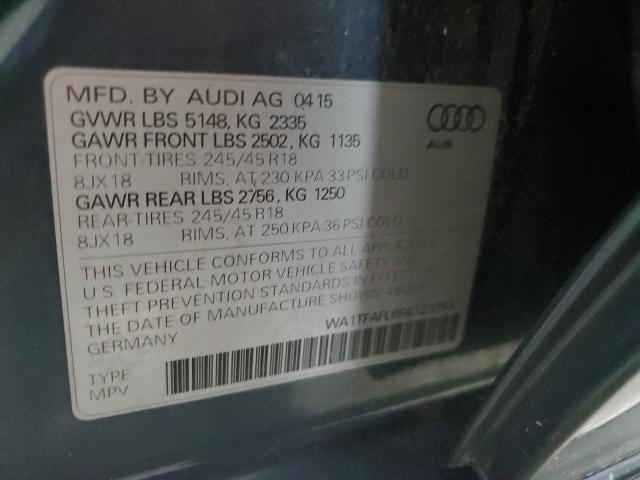 MFD. BY AUDI AG 04 15
GVWR LBS 5148, KG 2335
GAWR FRONT LBS 2502, KG 1135
FRONT-TIRES 245/45 R18
8JX18 RIMS, AT 230 KPA 33 PSI COLD
GAWR REAR LBS 2756, KG 1250
REAR-TIRES 245/45 R18
8JX18 RIMS, AT 250 KPA 36 PSI COLD
Audi
THIS VEHICLE CONFORMS TO ALL APPLICABLE
U.S. FEDERAL MOTOR VEHICLE SAFETY AND
THEFT PREVENTION STANDARDS IN EFFECT ON
THE DATE OF MANUFACTURE SHOWN ABOVE
GERMANY
TYPE
MPV